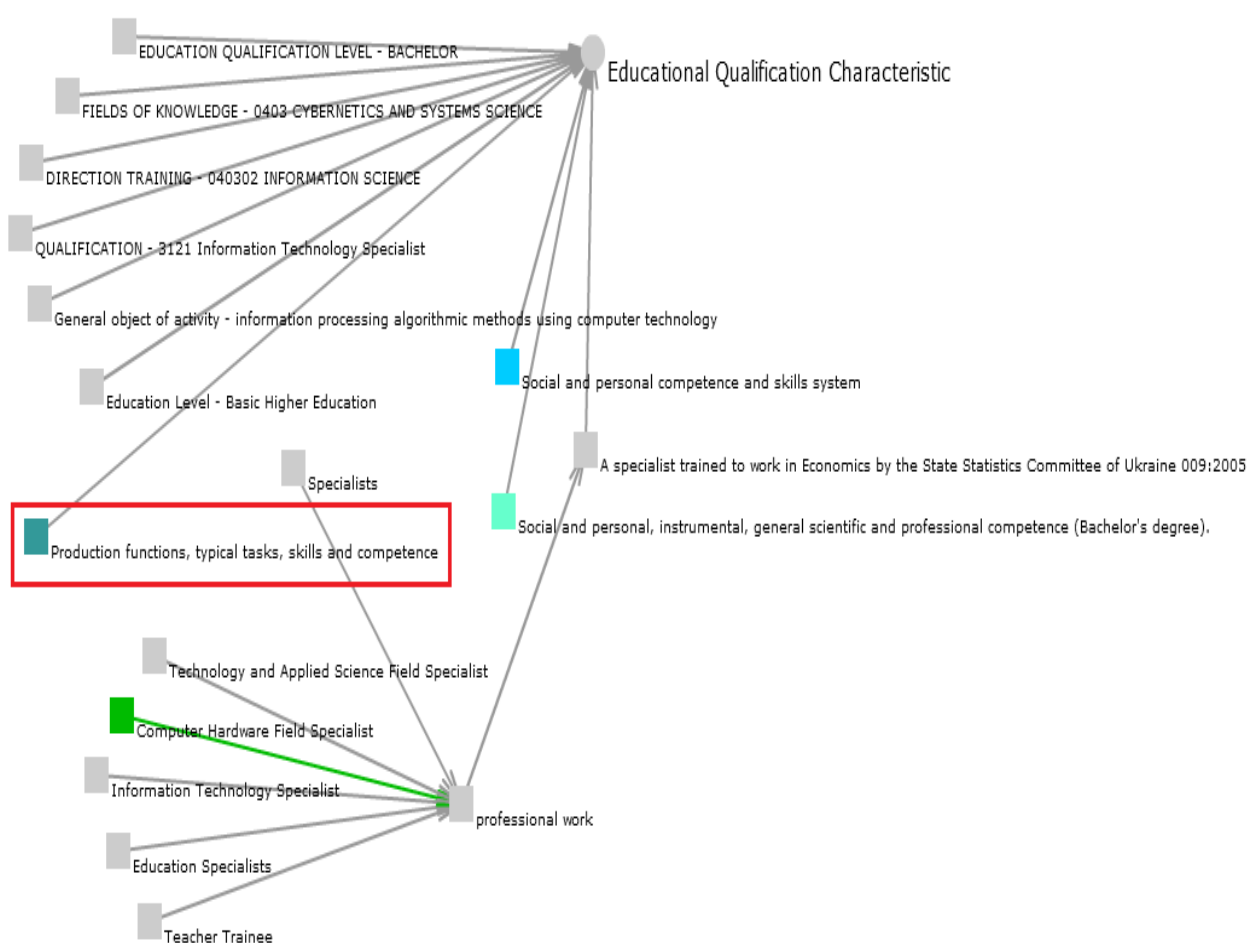 EDUCATION QUALIFICATION LEVEL - BACHELOR
Educational Qualification Characteristic
FIELDS OF KNOWLEDGE - 0403 CYBERNETICS AND SYSTEMS SCIENCE
DIRECTION TRAINING - 040302 INFORMATION SCIENCE
QUALIFICATION - 3121 Information Technology Specialist
General object of activity - information processing algorithmic methods using computer technology
Social and personal competence and skills system
Education Level - Basic Higher Education
A specialist trained to work in Economics by the State Statistics Committee of Ukraine 009:2005
Specialists
Social and personal, instrumental, general scientific and professional competence (Bachelor's degree).
Production functions, typical tasks, skills and competence
Technology and Applied Science Field Specialist
Computer Hardware Field Specialist
Information Technology Specialist
professional work
Education Specialists
Teacher Trainee